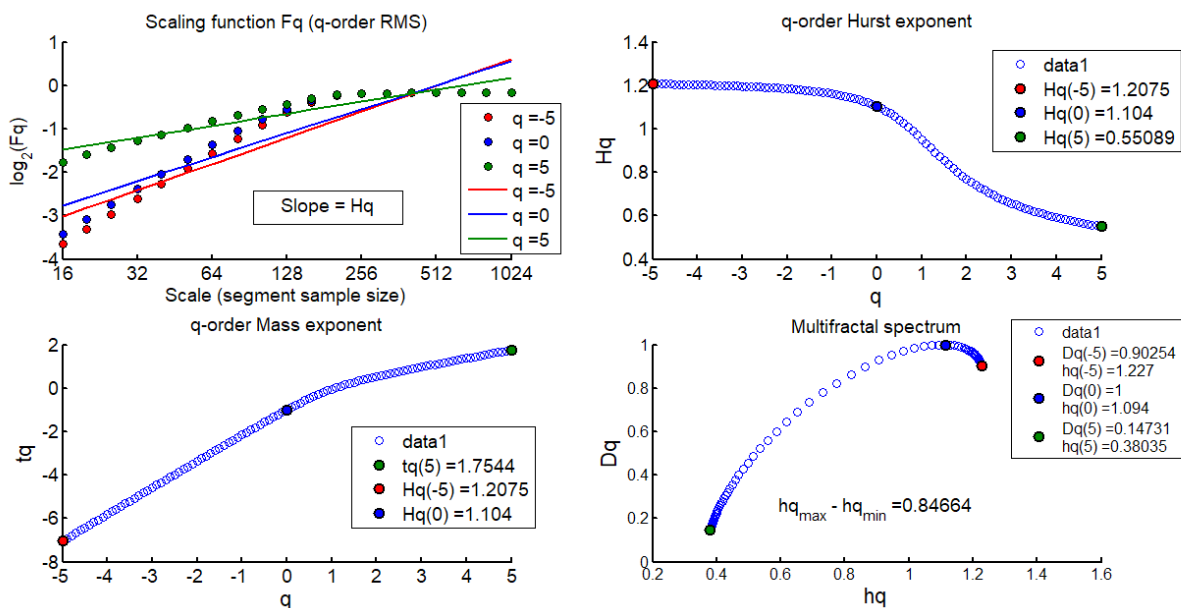 Scaling function Fq (q-order RMS)
1
0
-1
-2
-3
-4
log2(Fq)
q =-5
q =0
q =5
q =-5
q =0
q =5
Slope = Hq
16 32 64 128 256 512 1024
Scale (segment sample size)
q-order Hurst exponent
1.4
1.2
1
0.8
0.6
0.4
Hq
data1
Hq(-5) =1.2075
Hq(0) =1.104
Hq(5) =0.55089
-5 -4 -3 -2 -1 0 1 2 3 4 5
q
q-order Mass exponent
2
0
-2
-4
-6
-8
tq
data1
tq(5) =1.7544
Hq(-5) =1.2075
Hq(0) =1.104
-5 -4 -3 -2 -1 0 1 2 3 4 5
q
Multifractal spectrum
1
0.8
0.6
0.4
0.2
0
Dq
data1
Dq(-5) =0.90254
hq(-5) =1.227
Dq(0) =1
hq(0) =1.094
Dq(5) =0.14731
hq(5) =0.38035
hqmax - hqmin =0.84664
0.2 0.4 0.6 0.8 1 1.2 1.4 1.6
hq